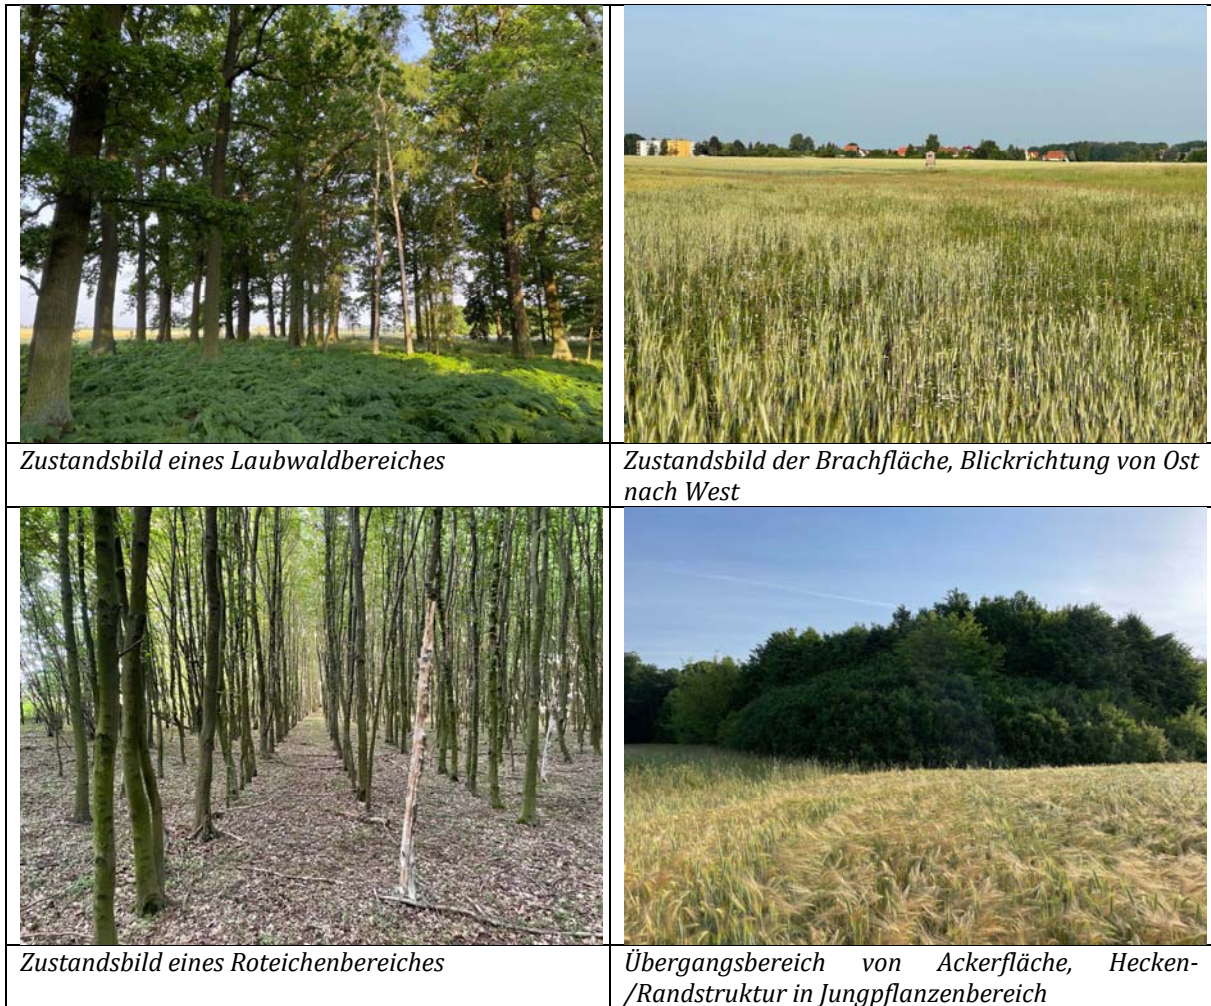 Zustandsbild eines Laubwaldbereiches
Zustandsbild der Brachfläche, Blickrichtung von Ost
nach West
Zustandsbild eines Roteichenbereiches
Übergangsbereich von Ackerfläche, Hecken-
/Randstruktur in Jungpflanzenbereich